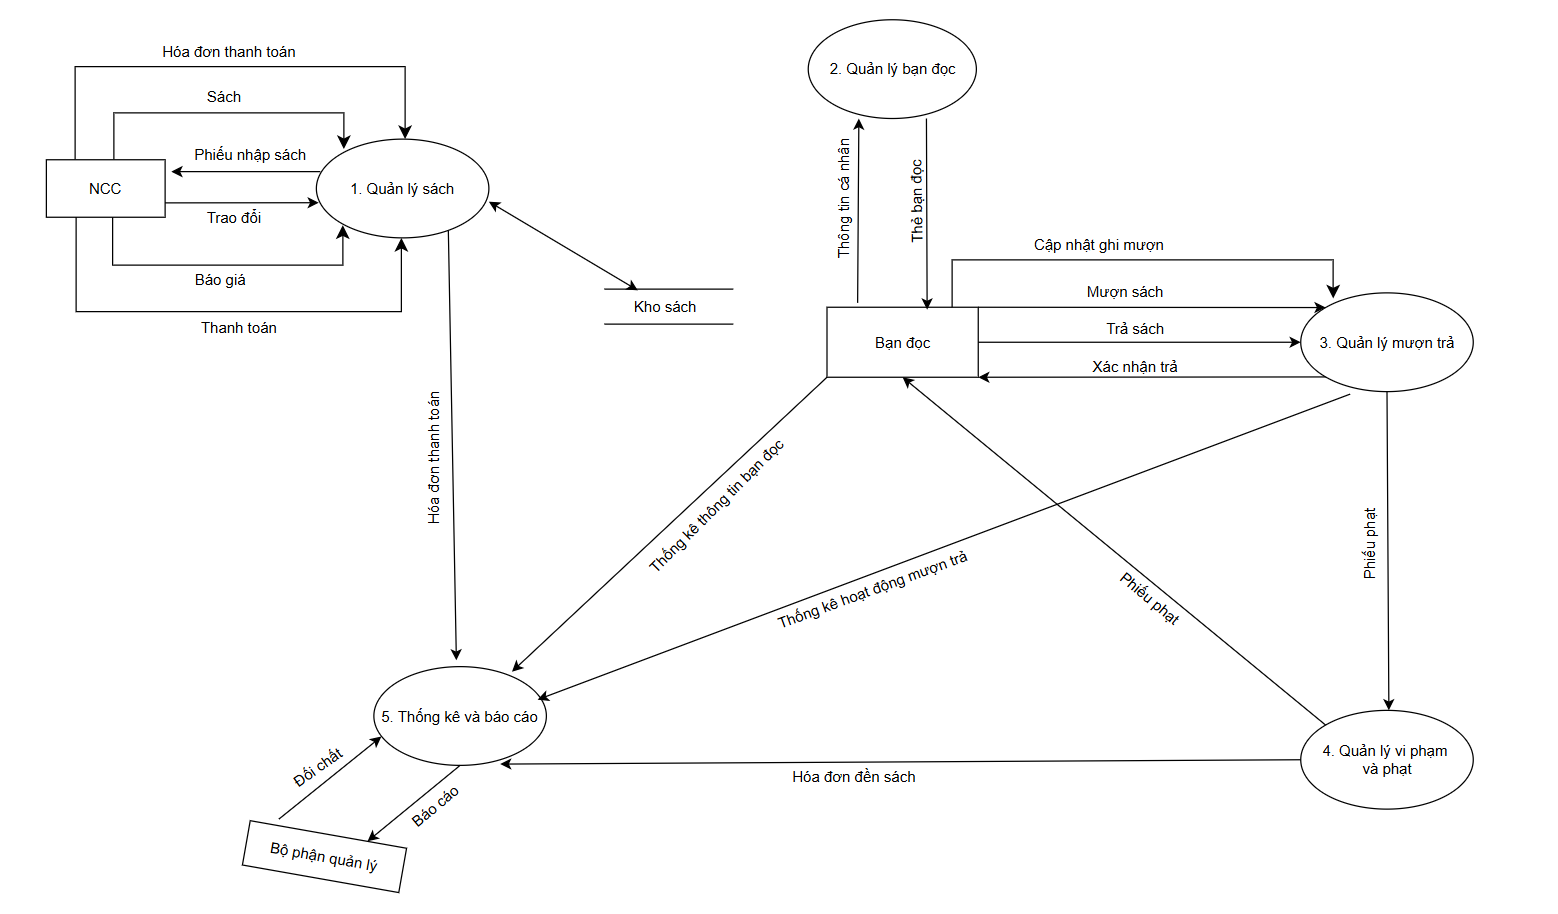 Hóa đơn thanh toán
Sách
Phiếu nhập sách
NCC
1. Quản lý sách
Trao đổi
Báo giá
Thanh toán
Kho sách
2. Quản lý bạn đọc
Thông tin cá nhân
Thẻ bạn đọc
Cập nhật ghi mượn
Mượn sách
Trả sách
Bạn đọc
3. Quản lý mượn trả
Xác nhận trả
Hóa đơn thanh toán
Thống kê thông tin bạn đọc
Thống kê hoạt động mượn trả
Phiếu phạt
Phiếu phạt
5. Thống kê và báo cáo
4. Quản lý vi phạm
và phạt
Hóa đơn đền sách
Đối chất
Báo cáo
Bộ phận quản lý